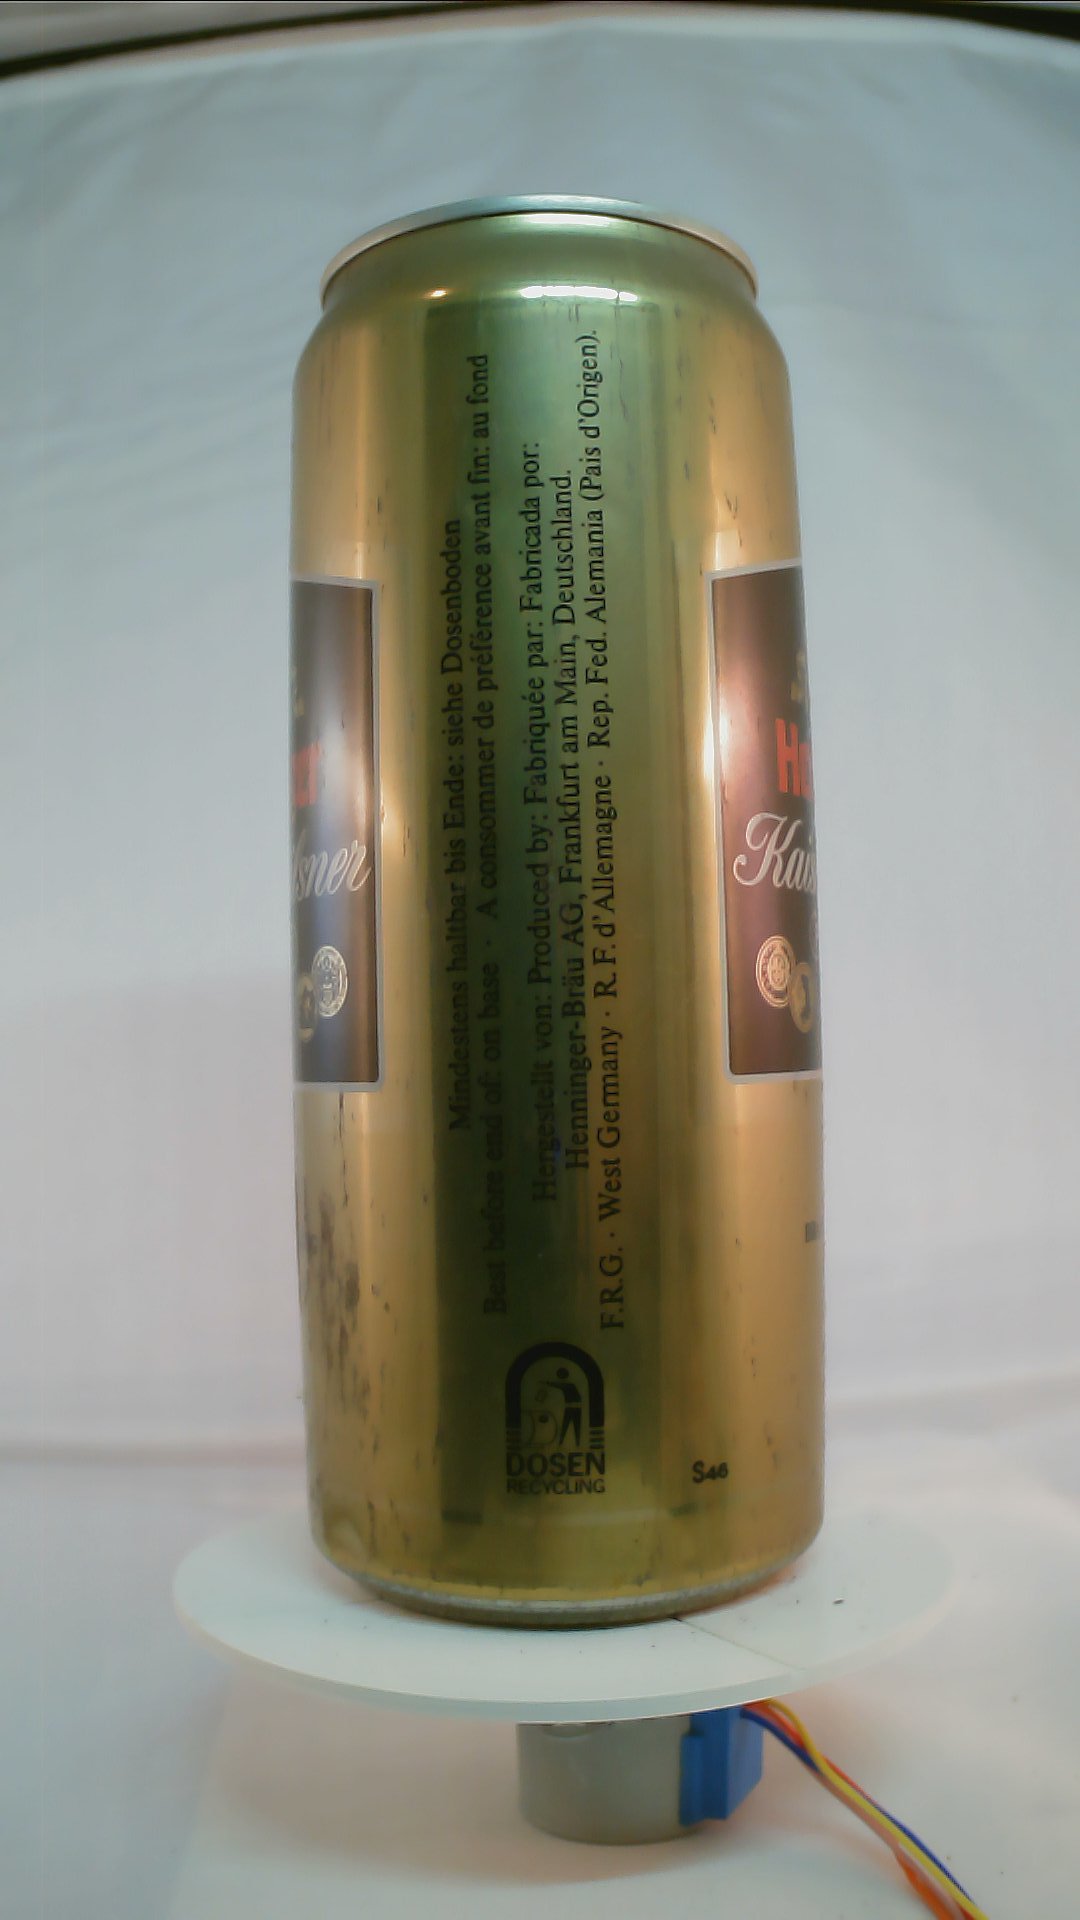 Mindestens haltbar bis Ende: siehe Dosenboden
Best before end of: on base · A consommer de préférence avant fin: au fond
Hergestellt von: Produced by: Fabriquée par: Fabricada por:
Henninger-Bräu AG, Frankfurt am Main, Deutschland.
F.R.G. · West Germany · R. F. d'Allemagne · Rep. Fed. Alemania (Pais d'Origen).
DOSEN
RECYCLING
S46